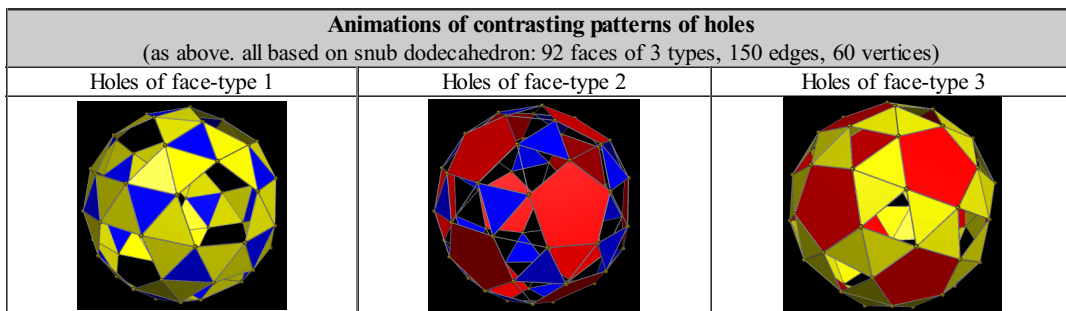 Animations of contrasting patterns of holes
(as above. all based on snub dodecahedron: 92 faces of 3 types, 150 edges, 60 vertices)
Holes of face-type 1
Holes of face-type 2
Holes of face-type 3